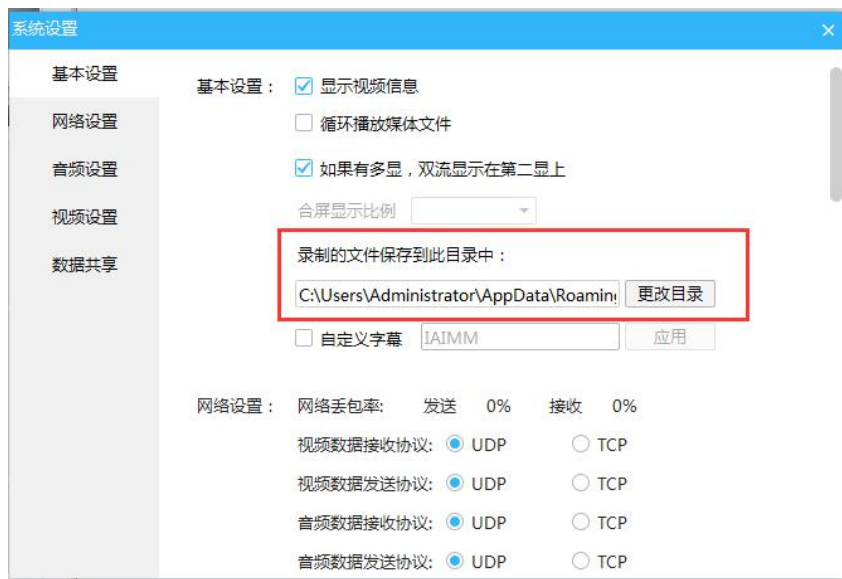 系统设置
基本设置
网络设置
音频设置
视频设置
数据共享
基本设置：
显示视频信息
循环播放媒体文件
如果有多显，双流显示在第二显上
合屏显示比例
录制的文件保存到此目录中：
C:\Users\Administrator\AppData\Roaming 更改目录
自定义字幕 IAIMM 应用
网络设置： 网络丢包率: 发送 0% 接收 0%
视频数据接收协议: UDP TCP
视频数据发送协议: UDP TCP
音频数据接收协议: UDP TCP
音频数据发送协议: UDP TCP